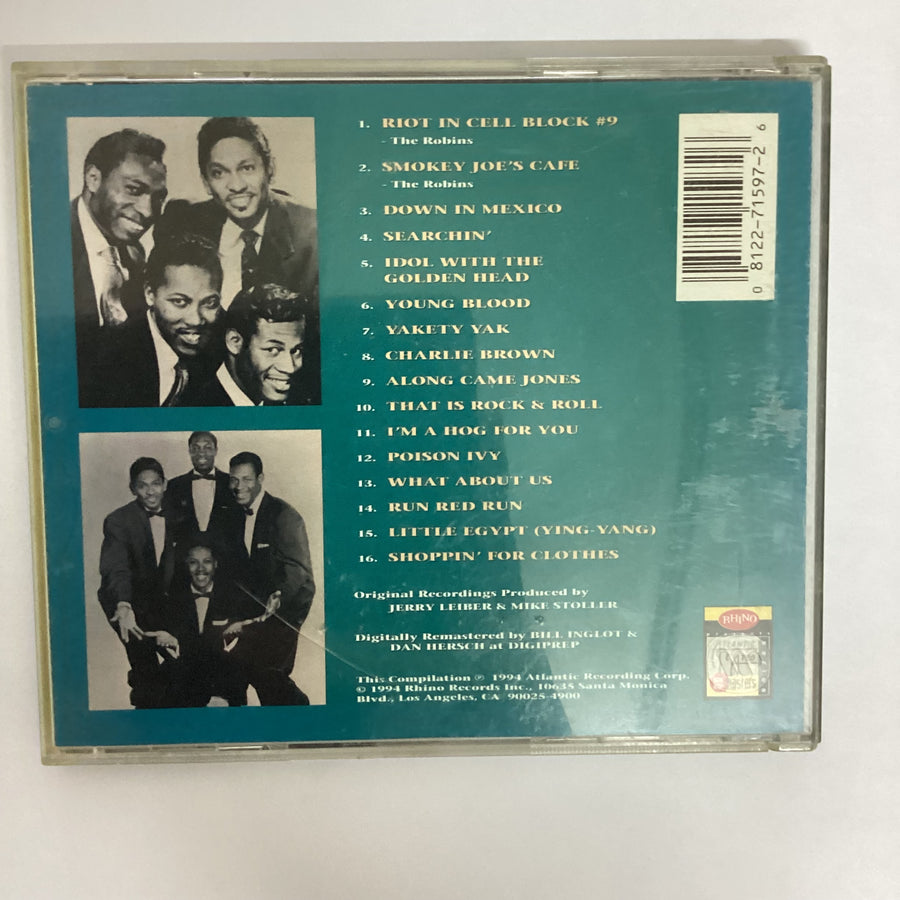 1. RIOT IN CELL BLOCK #9
- The Robins
2. SMOKEY JOE'S CAFE
- The Robins
3. DOWN IN MEXICO
4. SEARCHIN'
5. IDOL WITH THE
GOLDEN HEAD
6. YOUNG BLOOD
7. YAKETY YAK
8. CHARLIE BROWN
9. ALONG CAME JONES
10. THAT IS ROCK & ROLL
11. I'M A HOG FOR YOU
12. POISON IVY
13. WHAT ABOUT US
14. RUN RED RUN
15. LITTLE EGYPT (YING-YANG)
16. SHOPPIN' FOR CLOTHES
Original Recordings Produced by
JERRY LEIBER & MIKE STOLLER
Digitally Remastered by BILL INGLOT &
DAN HERSCH at DIGIPREP
This Compilation ℗ 1994 Atlantic Recording Corp.
© 1994 Rhino Records Inc., 10635 Santa Monica
Blvd., Los Angeles, CA 90025-4900
0 8122-71597-2 6
RHINO